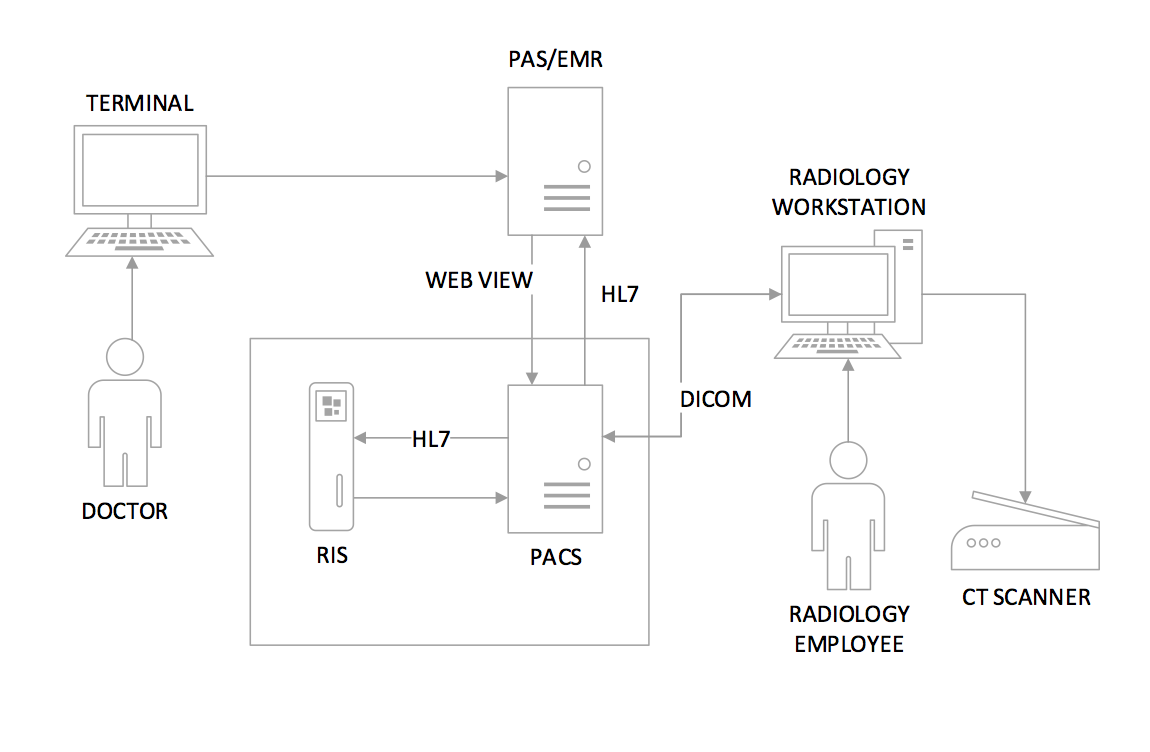 PAS/EMR
TERMINAL
RADIOLOGY
WORKSTATION
WEB VIEW
HL7
DICOM
HL7
DOCTOR
RIS
PACS
CT SCANNER
RADIOLOGY
EMPLOYEE